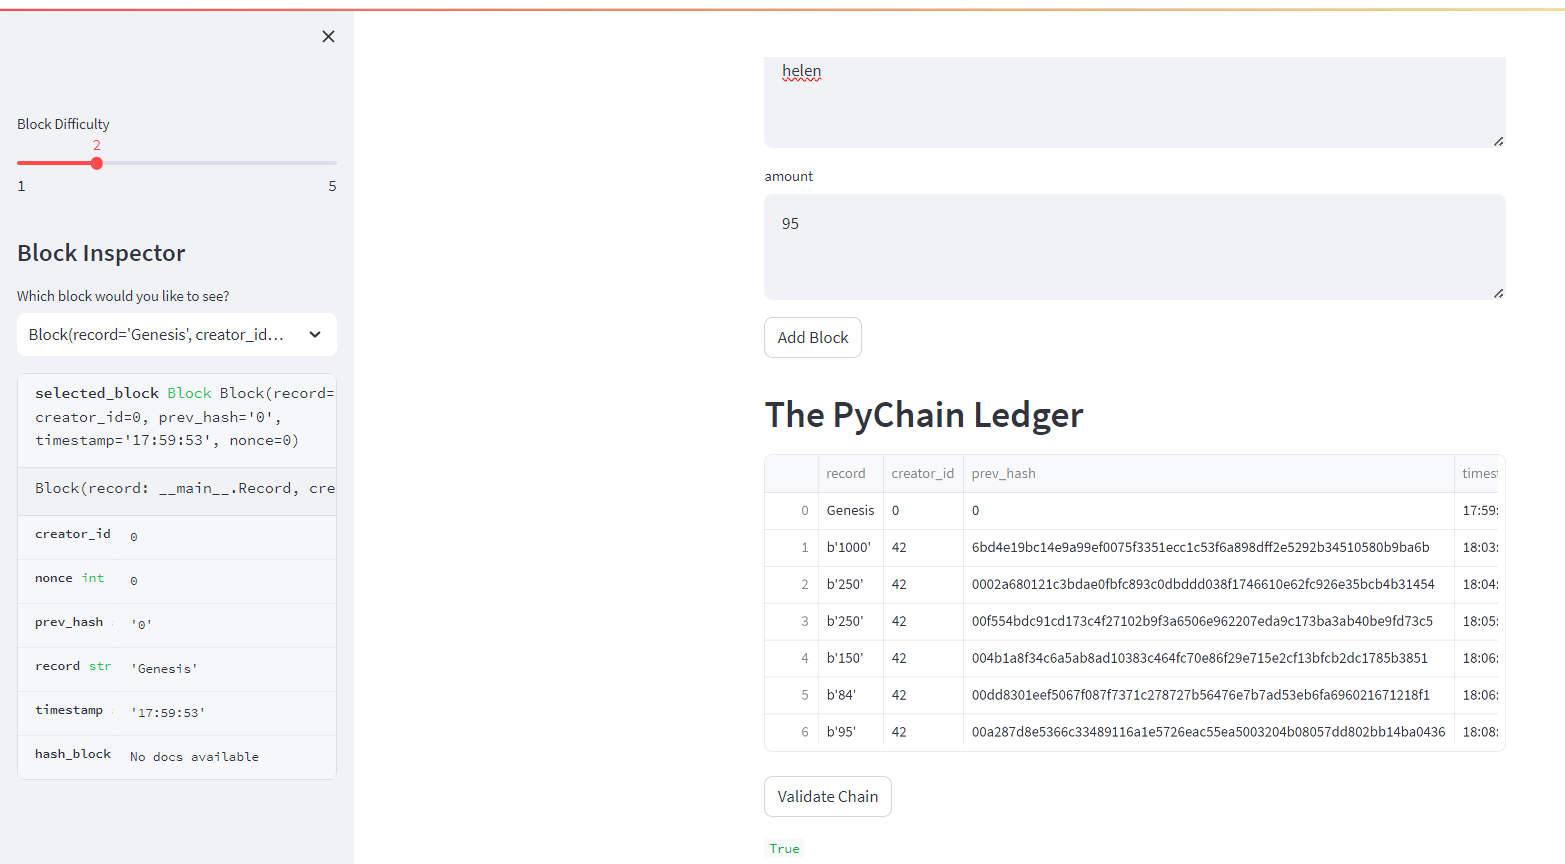 Block Difficulty
2
1 5
Block Inspector
Which block would you like to see?
Block(record='Genesis', creator_id...
selected_block Block Block(record=
creator_id=0, prev_hash='0',
timestamp='17:59:53', nonce=0)
Block(record: __main__.Record, cre
creator_id 0
nonce int 0
prev_hash '0'
record str 'Genesis'
timestamp '17:59:53'
hash_block No docs available
helen
amount
95
Add Block
The PyChain Ledger
record creator_id prev_hash timest
0 Genesis 0 0 17:59:
1 b'1000' 42 6bd4e19bc14e9a99ef0075f3351ecc1c53f6a898dff2e5292b34510580b9ba6b 18:03:
2 b'250' 42 0002a680121c3bdae0fbfc893c0dbddd038f1746610e62fc926e35bcb4b31454 18:04:
3 b'250' 42 00f554bdc91cd173c4f27102b9f3a6506e962207eda9c173ba3ab40be9fd73c5 18:05:
4 b'150' 42 004b1a8f34c6a5ab8ad10383c464fc70e86f29e715e2cf13bfcb2dc1785b3851 18:06:
5 b'84' 42 00dd8301eef5067f087f7371c278727b56476e7b7ad53eb6fa696021671218f1 18:06:
6 b'95' 42 00a287d8e5366c33489116a1e5726eac55ea5003204b08057dd802bb14ba0436 18:08:
Validate Chain
True